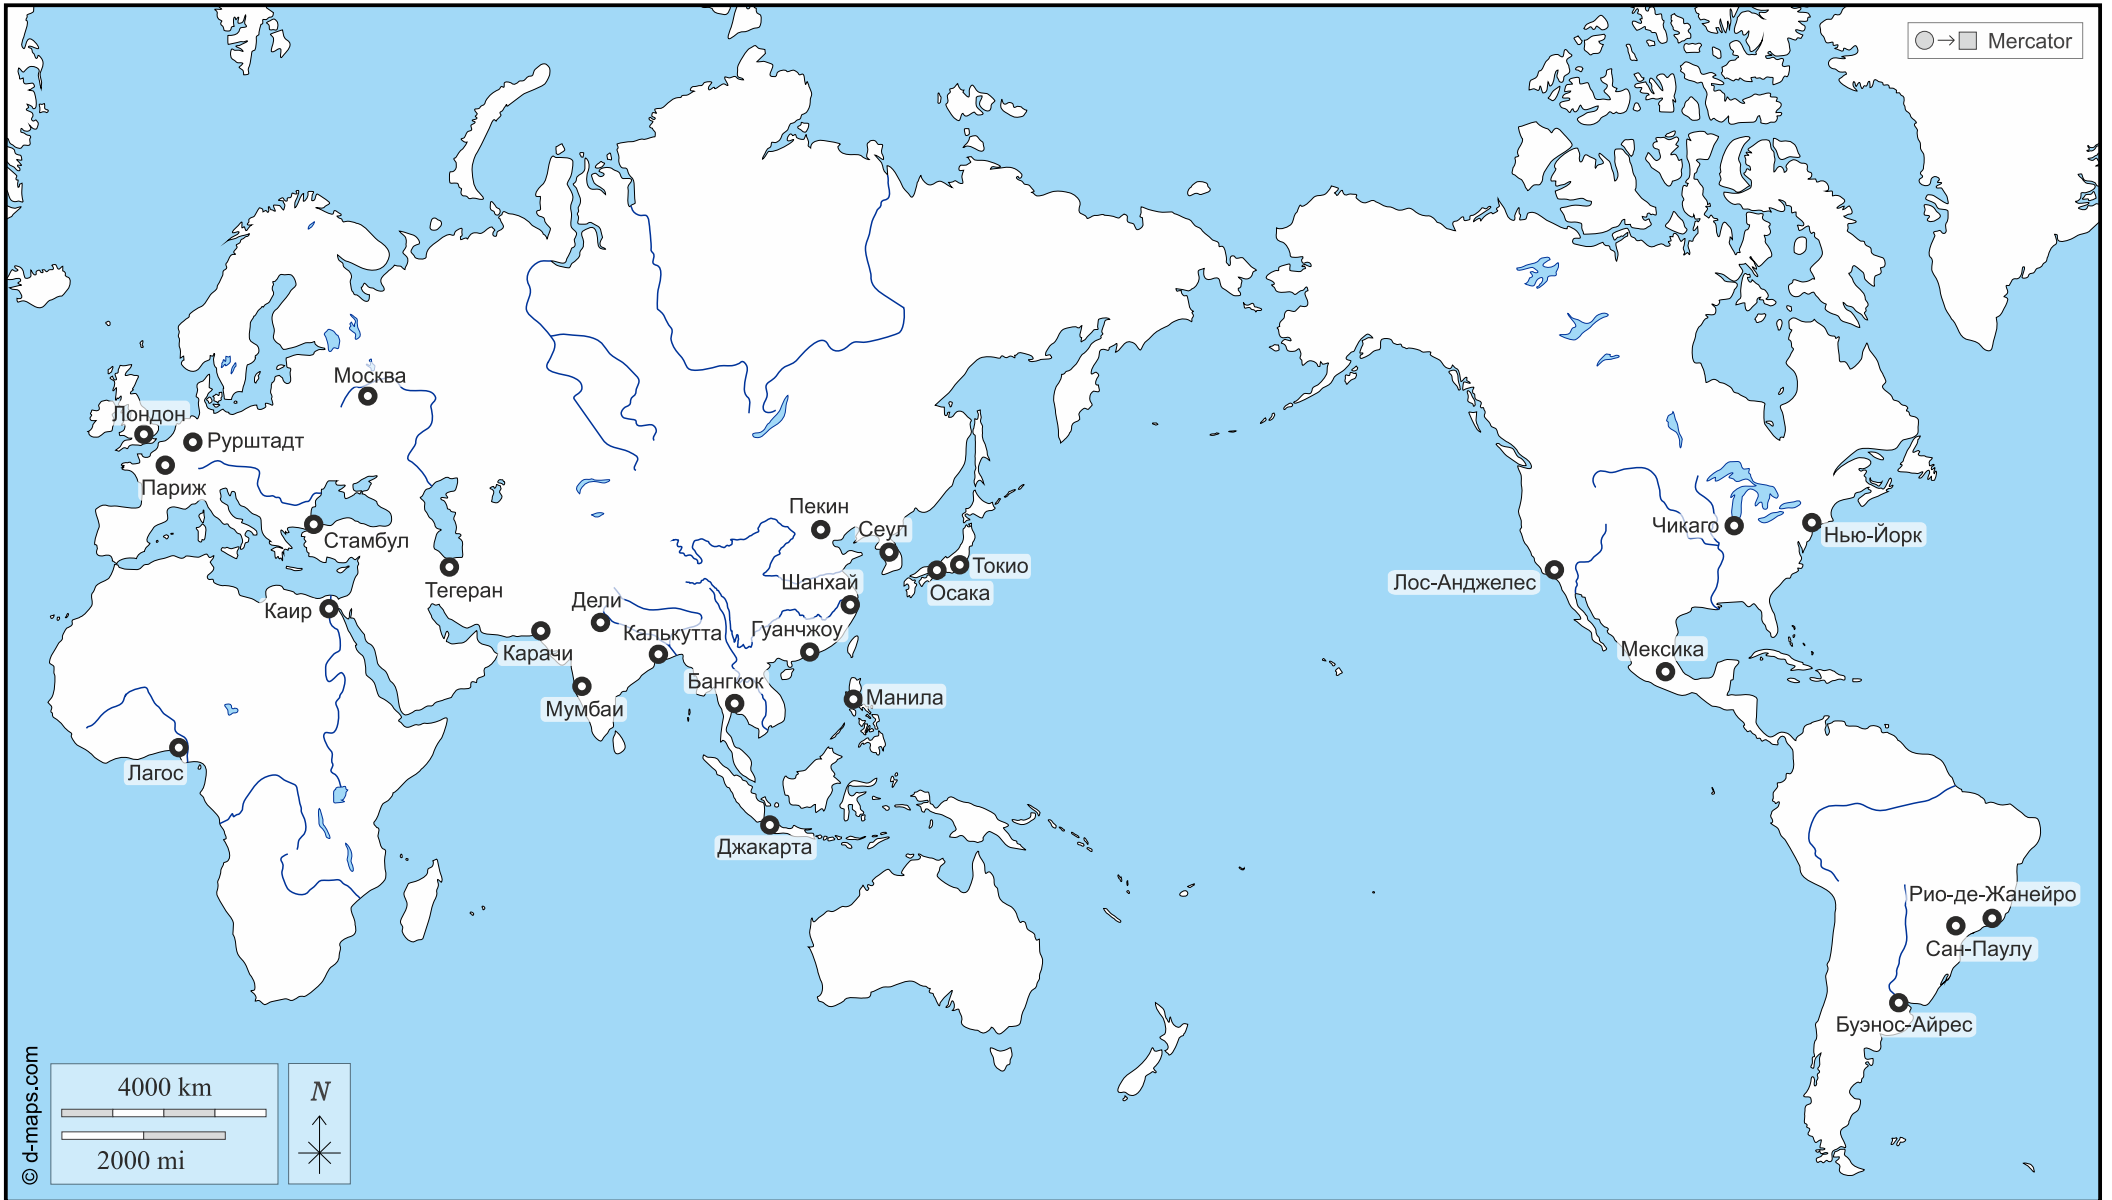 Mercator
Москва
Лондон
Рурштадт
Париж
Пекин
Сеул
Чикаго
Нью-Йорк
Стамбул
Токио
Тегеран
Шанхай
Осака
Лос-Анджелес
Каир
Дели
Калькутта
Гуанчжоу
Карачи
Мексика
Бангкок
Манила
Мумбаи
Лагос
Джакарта
Рио-де-Жанейро
Сан-Паулу
Буэнос-Айрес
4000 km
2000 mi
N
© d-maps.com